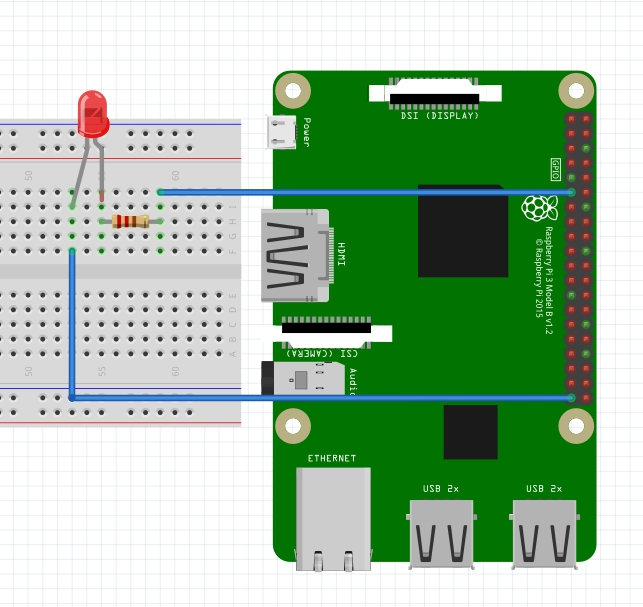 DSI (DISPLAY)
Power
50
55
60
GPIO
J
I
H
G
F
HDMI
Raspberry Pi 3 Model B v1.2
© Raspberry Pi 2015
E
D
C
B
A
CSI (CAMERA)
50
55
60
Audio
ETHERNET
USB 2x
USB 2x